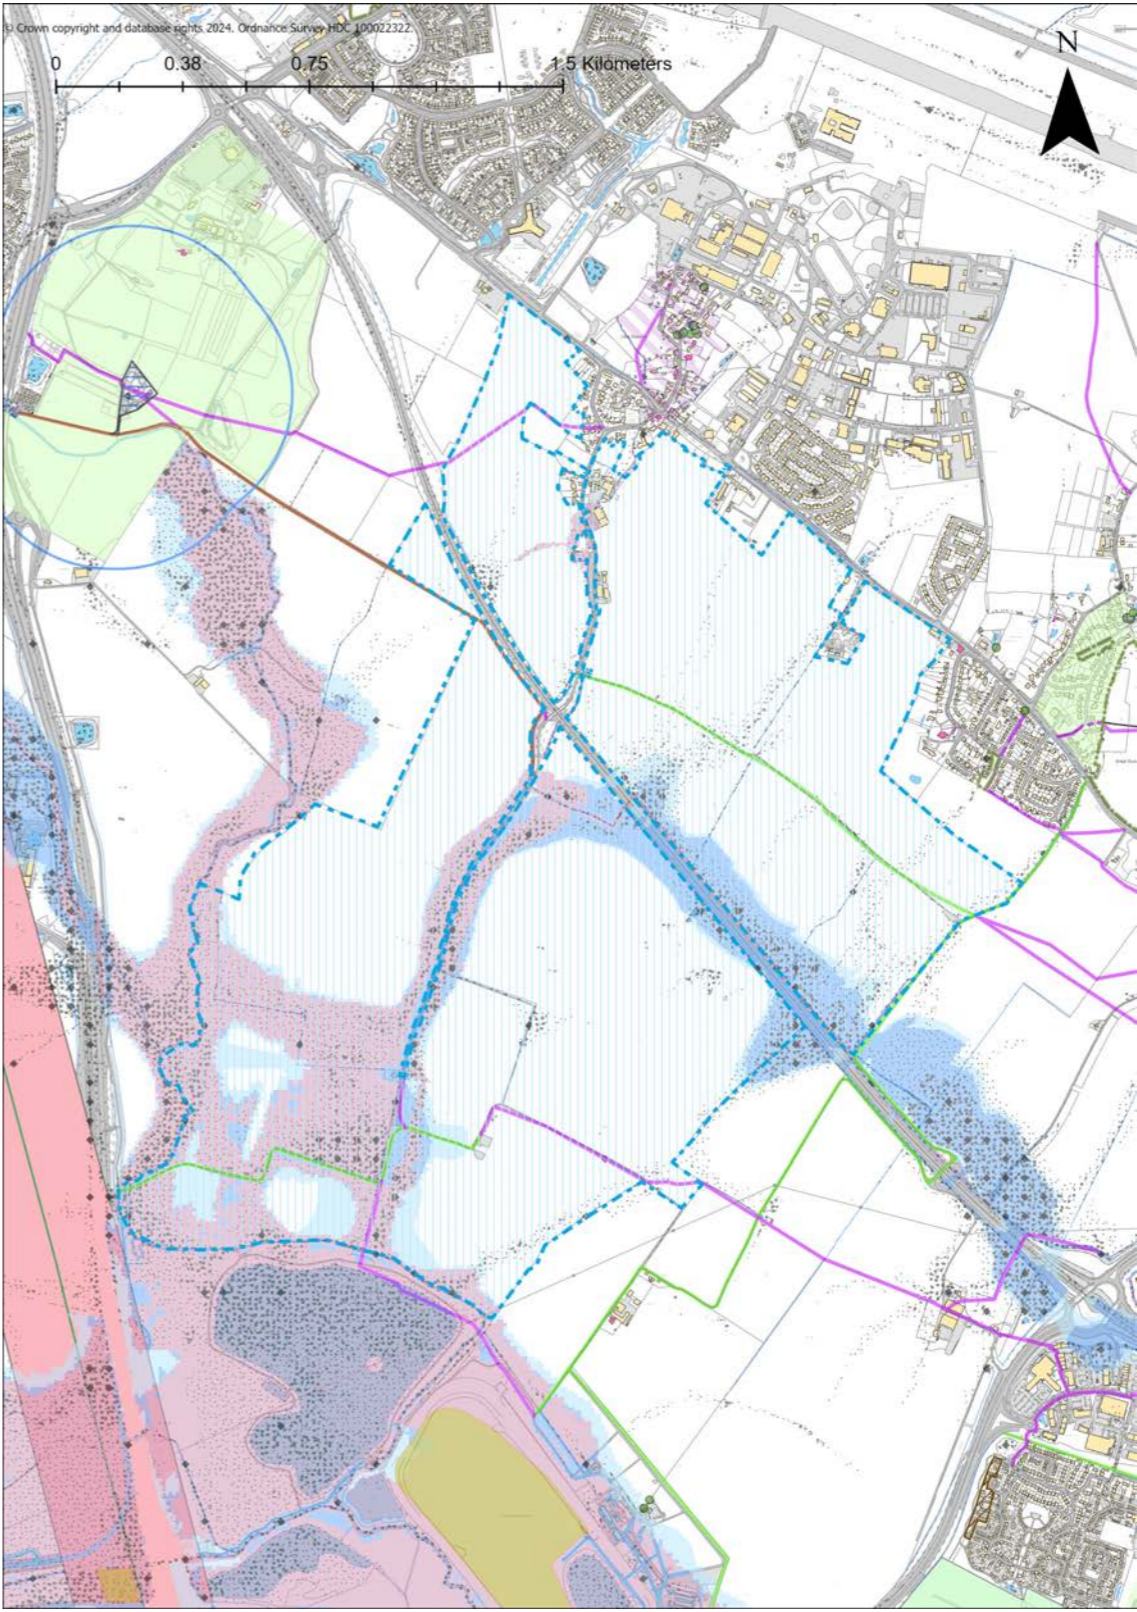 © Crown copyright and database rights 2024. Ordnance Survey HDC 100022322
N
0 0.38 0.75 1.5 Kilometers